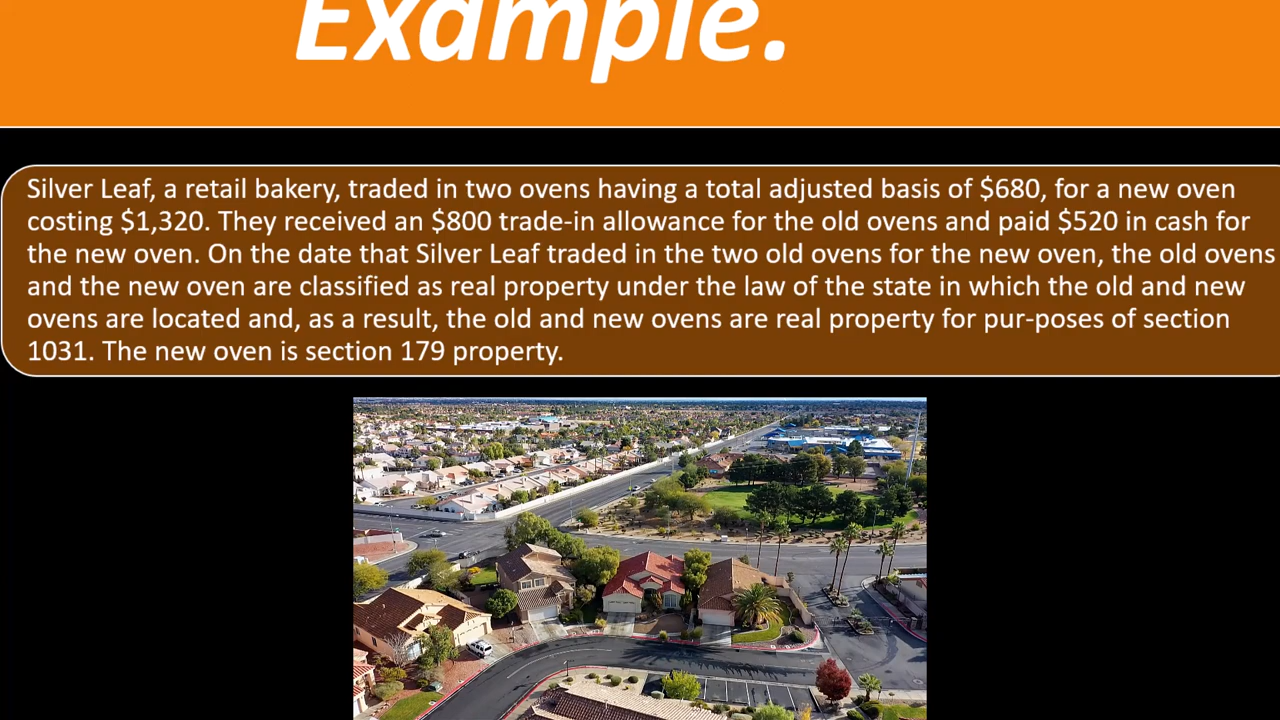 Example.
Silver Leaf, a retail bakery, traded in two ovens having a total adjusted basis of $680, for a new oven
costing $1,320. They received an $800 trade-in allowance for the old ovens and paid $520 in cash for
the new oven. On the date that Silver Leaf traded in the two old ovens for the new oven, the old ovens
and the new oven are classified as real property under the law of the state in which the old and new
ovens are located and, as a result, the old and new ovens are real property for pur-poses of section
1031. The new oven is section 179 property.